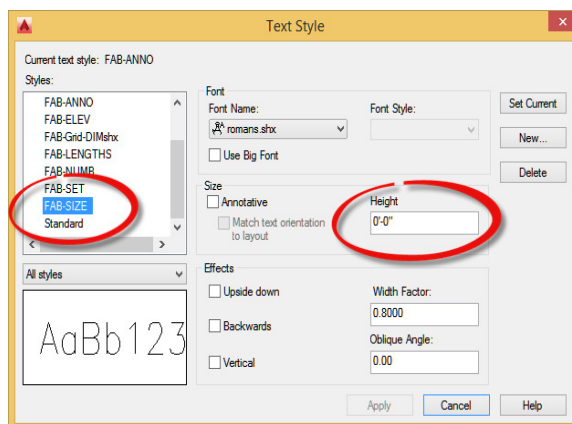 Text Style
Current text style: FAB-ANNO
Styles:
FAB-ANNO
FAB-ELEV
FAB-Grid-DIMshx
FAB-LENGTHS
FAB-NUMB
FAB-SET
FAB-SIZE
Standard
All styles
AaBb123
Font
Font Name:
romans.shx
Font Style:
Use Big Font
Size
Annotative
Match text orientation
to layout
Height
0'-0"
Effects
Upside down
Backwards
Vertical
Width Factor:
0.8000
Oblique Angle:
0.00
Set Current
New...
Delete
Apply
Cancel
Help